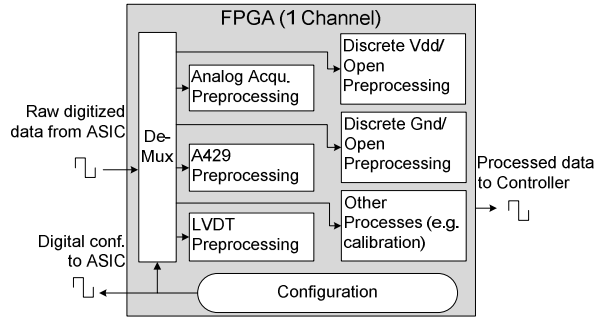 FPGA (1 Channel)
Discrete Vdd/
Open
Preprocessing
Analog Acqu.
Preprocessing
Raw digitized
data from ASIC
De-
Mux
Discrete Gnd/
Open
Preprocessing
A429
Preprocessing
Processed data
to Controller
Other
Processes (e.g.
calibration)
LVDT
Preprocessing
Digital conf.
to ASIC
Configuration